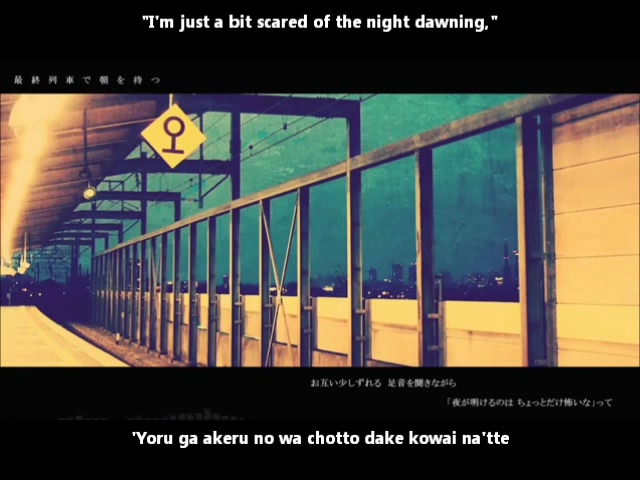 "I'm just a bit scared of the night dawning,"
最終列車で朝を待つ
お互い少しずれる 足音を聞きながら
「夜が明けるのは ちょっとだけ怖いな」って
'Yoru ga akeru no wa chotto dake kowai na'tte